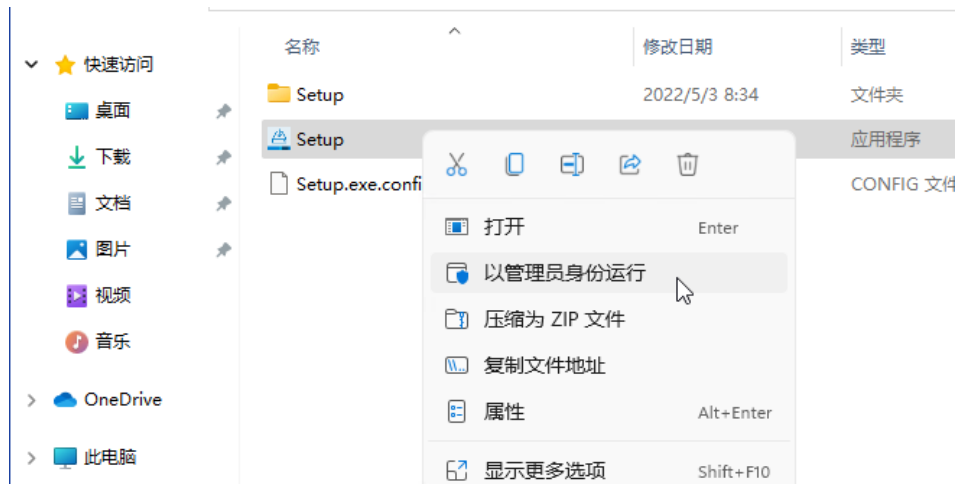 名称 修改日期 类型
快速访问
Setup 2022/5/3 8:34 文件夹
桌面
Setup 应用程序
下载
Setup.exe.confi CONFIG 文件
文档
打开 Enter
图片
以管理员身份运行
视频
压缩为 ZIP 文件
音乐
复制文件地址
OneDrive
属性 Alt+Enter
此电脑
显示更多选项 Shift+F10